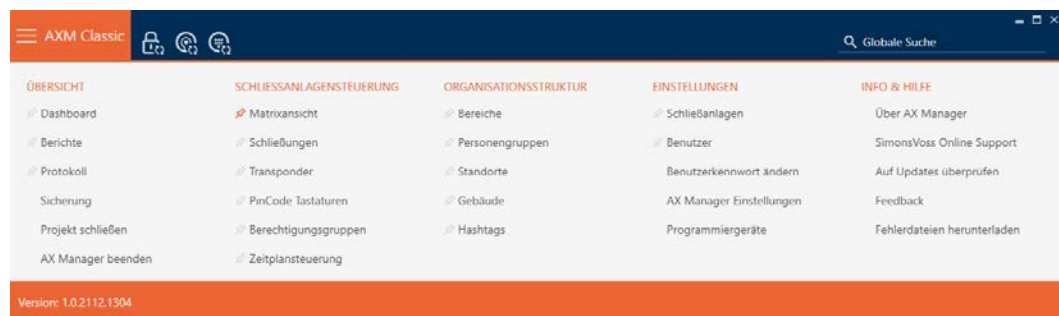 AXM Classic
Globale Suche
ÜBERSICHT
Dashboard
Berichte
Protokoll
Sicherung
Projekt schließen
AX Manager beenden
SCHLIESSANLAGENSTEUERUNG
Matrixansicht
Schließungen
Transponder
PinCode Tastaturen
Berechtigungsgruppen
Zeitplansteuerung
ORGANISATIONSSTRUKTUR
Bereiche
Personengruppen
Standorte
Gebäude
Hashtags
EINSTELLUNGEN
Schließanlagen
Benutzer
Benutzerkennwort ändern
AX Manager Einstellungen
Programmiergeräte
INFO & HILFE
Über AX Manager
SimonsVoss Online Support
Auf Updates überprüfen
Feedback
Fehlerdateien herunterladen
Version: 1.0.2112.1304